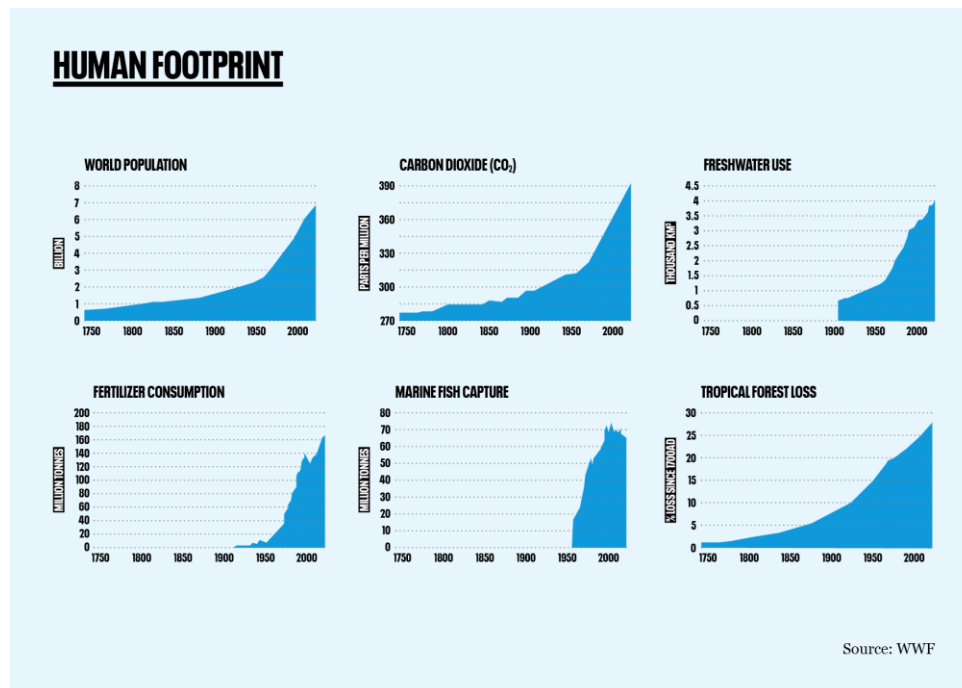 HUMAN FOOTPRINT
WORLD POPULATION
8
7
6
5
4
3
2
1
0
BILLION
1750 1800 1850 1900 1950 2000
CARBON DIOXIDE (CO₂)
390
360
330
300
270
PARTS PER MILLION
1750 1800 1850 1900 1950 2000
FRESHWATER USE
4.5
4
3.5
3
2.5
2
1.5
1
0.5
0
THOUSAND KM³
1750 1800 1850 1900 1950 2000
FERTILIZER CONSUMPTION
200
180
160
140
120
100
80
60
40
20
0
MILLION TONNES
1750 1800 1850 1900 1950 2000
MARINE FISH CAPTURE
80
70
60
50
40
30
20
10
0
MILLION TONNES
1750 1800 1850 1900 1950 2000
TROPICAL FOREST LOSS
30
25
20
15
10
5
0
% LOSS SINCE 1700AD
1750 1800 1850 1900 1950 2000
Source: WWF